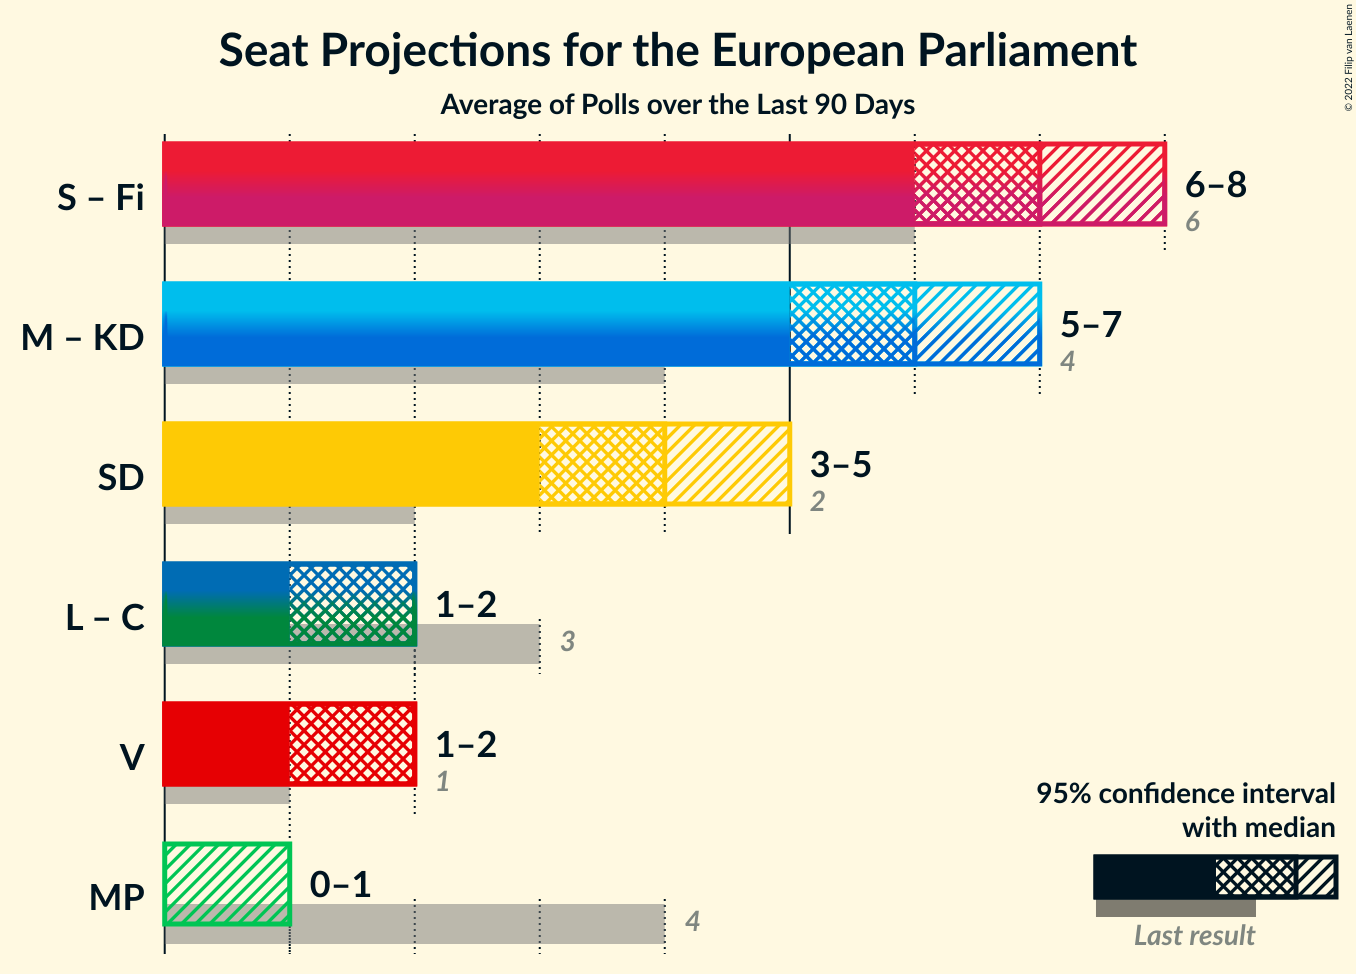 Seat Projections for the European Parliament
Average of Polls over the Last 90 Days
© 2022 Filip van Laenen
S – Fi
6–8
6
M – KD
5–7
4
SD
3–5
2
L – C
1–2
3
V
1–2
1
MP
0–1
4
95% confidence interval
with median
Last result